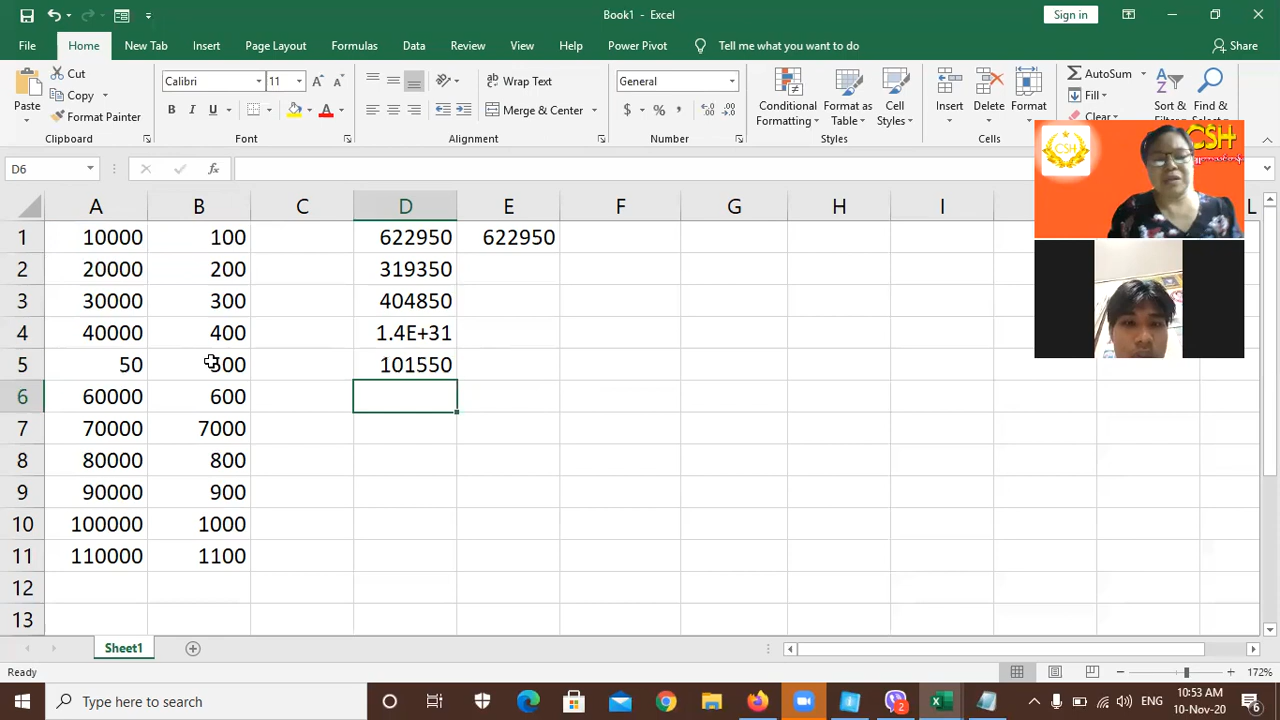 Book1 - Excel
Sign in
File Home New Tab Insert Page Layout Formulas Data Review View Help Power Pivot Tell me what you want to do Share
Paste
Cut
Copy
Format Painter
Clipboard
Calibri 11
B I U
Font
Wrap Text
Merge & Center
Alignment
General
$ %
Number
Conditional Formatting
Format as Table
Cell Styles
Styles
Insert Delete Format
Cells
AutoSum
Fill
Clear
Sort &
Find &
Select
CSH
CSH
D6 fx
A B C D E F G H I L
1 10000 100 622950 622950
2 20000 200 319350
3 30000 300 404850
4 40000 400 1.4E+31
5 50 500 101550
6 60000 600
7 70000 7000
8 80000 800
9 90000 900
10 100000 1000
11 110000 1100
12
13
Sheet1
Ready 172%
Type here to search
2
ENG
10:53 AM
10-Nov-20
6